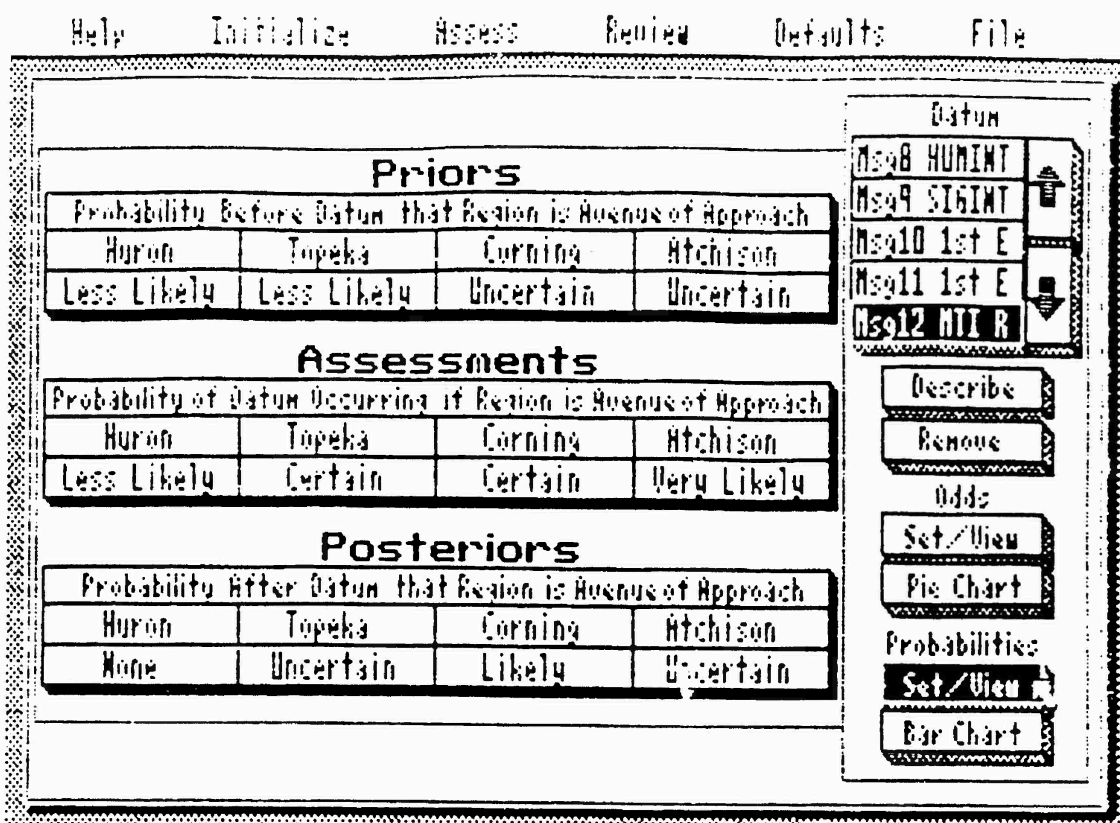 Help Initialize Assess Review Defaults File
Priors
Probability Before Datum that Region is Avenue of Approach
Huron Topeka Corning Atchison
Less Likely Less Likely Uncertain Uncertain
Assessments
Probability of Datum Occurring if Region is Avenue of Approach
Huron Topeka Corning Atchison
Less Likely Certain Certain Very Likely
Posteriors
Probability After Datum that Region is Avenue of Approach
Huron Topeka Corning Atchison
None Uncertain Likely Uncertain
Datum
Msg8 HUMINT
Msg9 SIGINT
Msg10 1st E
Msg11 1st E
Msg12 MTI R
Describe
Remove
Odds
Set/View
Pie Chart
Probabilities
Set/View
Bar Chart